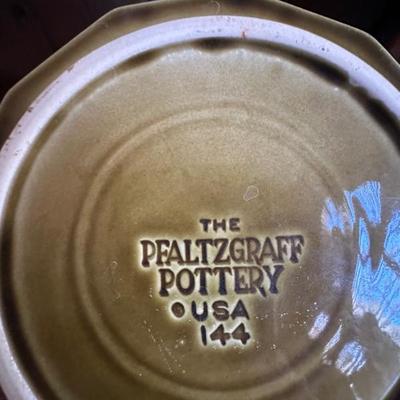 THE
PFALTZGRAFF
POTTERY
USA
144